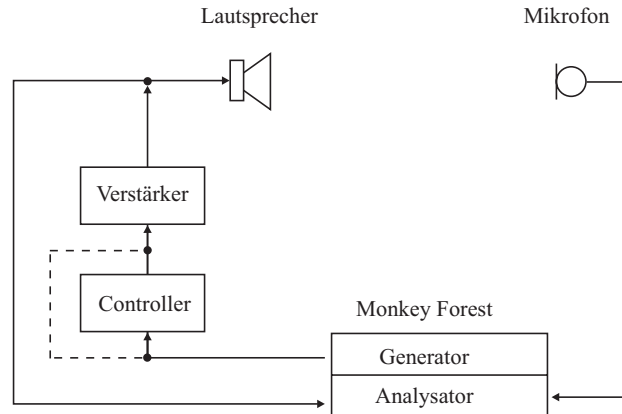 Lautsprecher
Mikrofon
Verstärker
Controller
Monkey Forest
Generator
Analysator